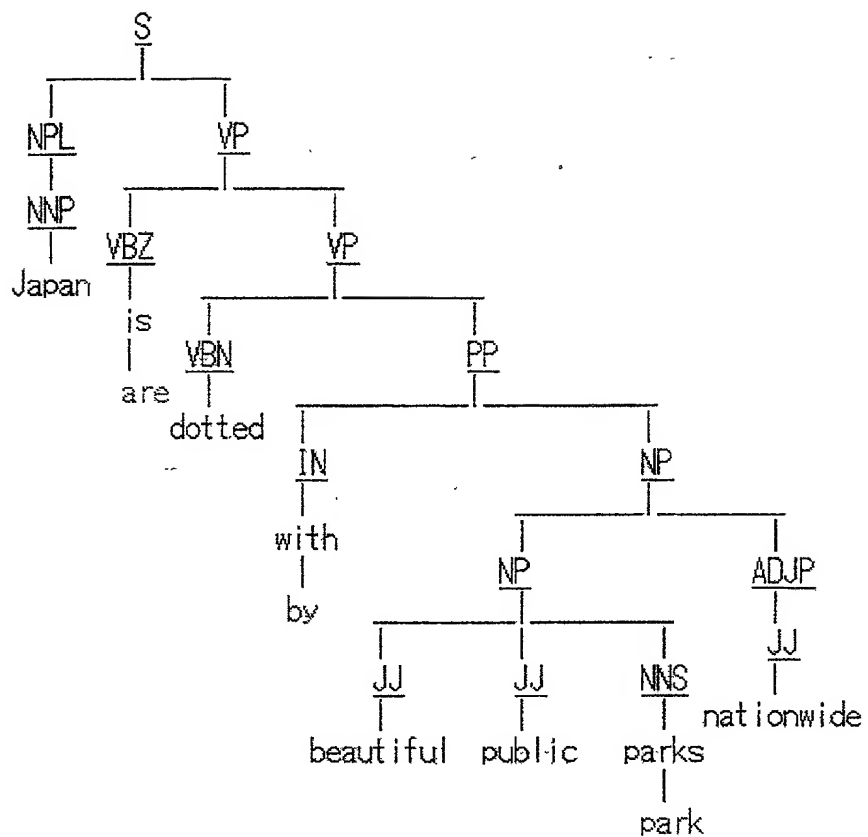 S
NPL VP
NNP
VBZ VP
Japan
is
VBN PP
are
dotted
IN NP
with
NP ADJP
by
JJ
JJ JJ NNS
nationwide
beautiful public parks
park